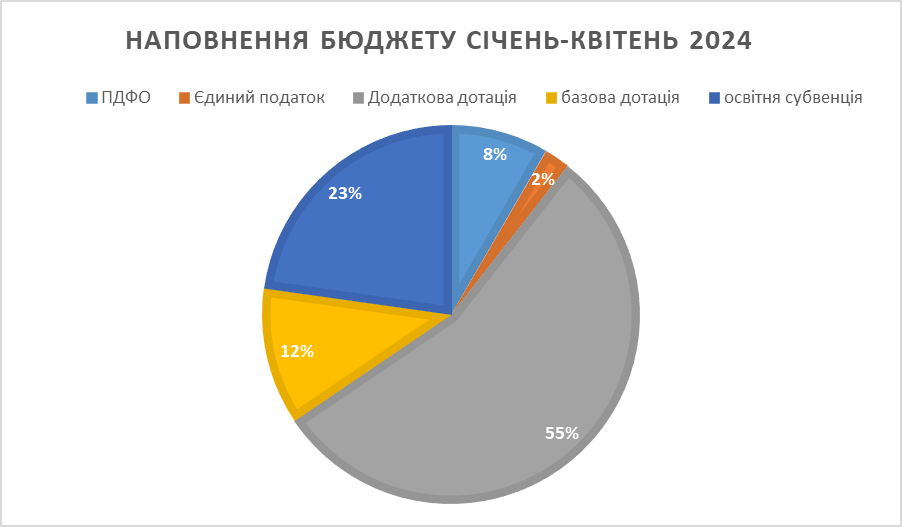 НАПОВНЕННЯ БЮДЖЕТУ СІЧЕНЬ-КВІТЕНЬ 2024
ПДФО Єдиний податок Додаткова дотація базова дотація освітня субвенція
8%
2%
23%
12%
55%